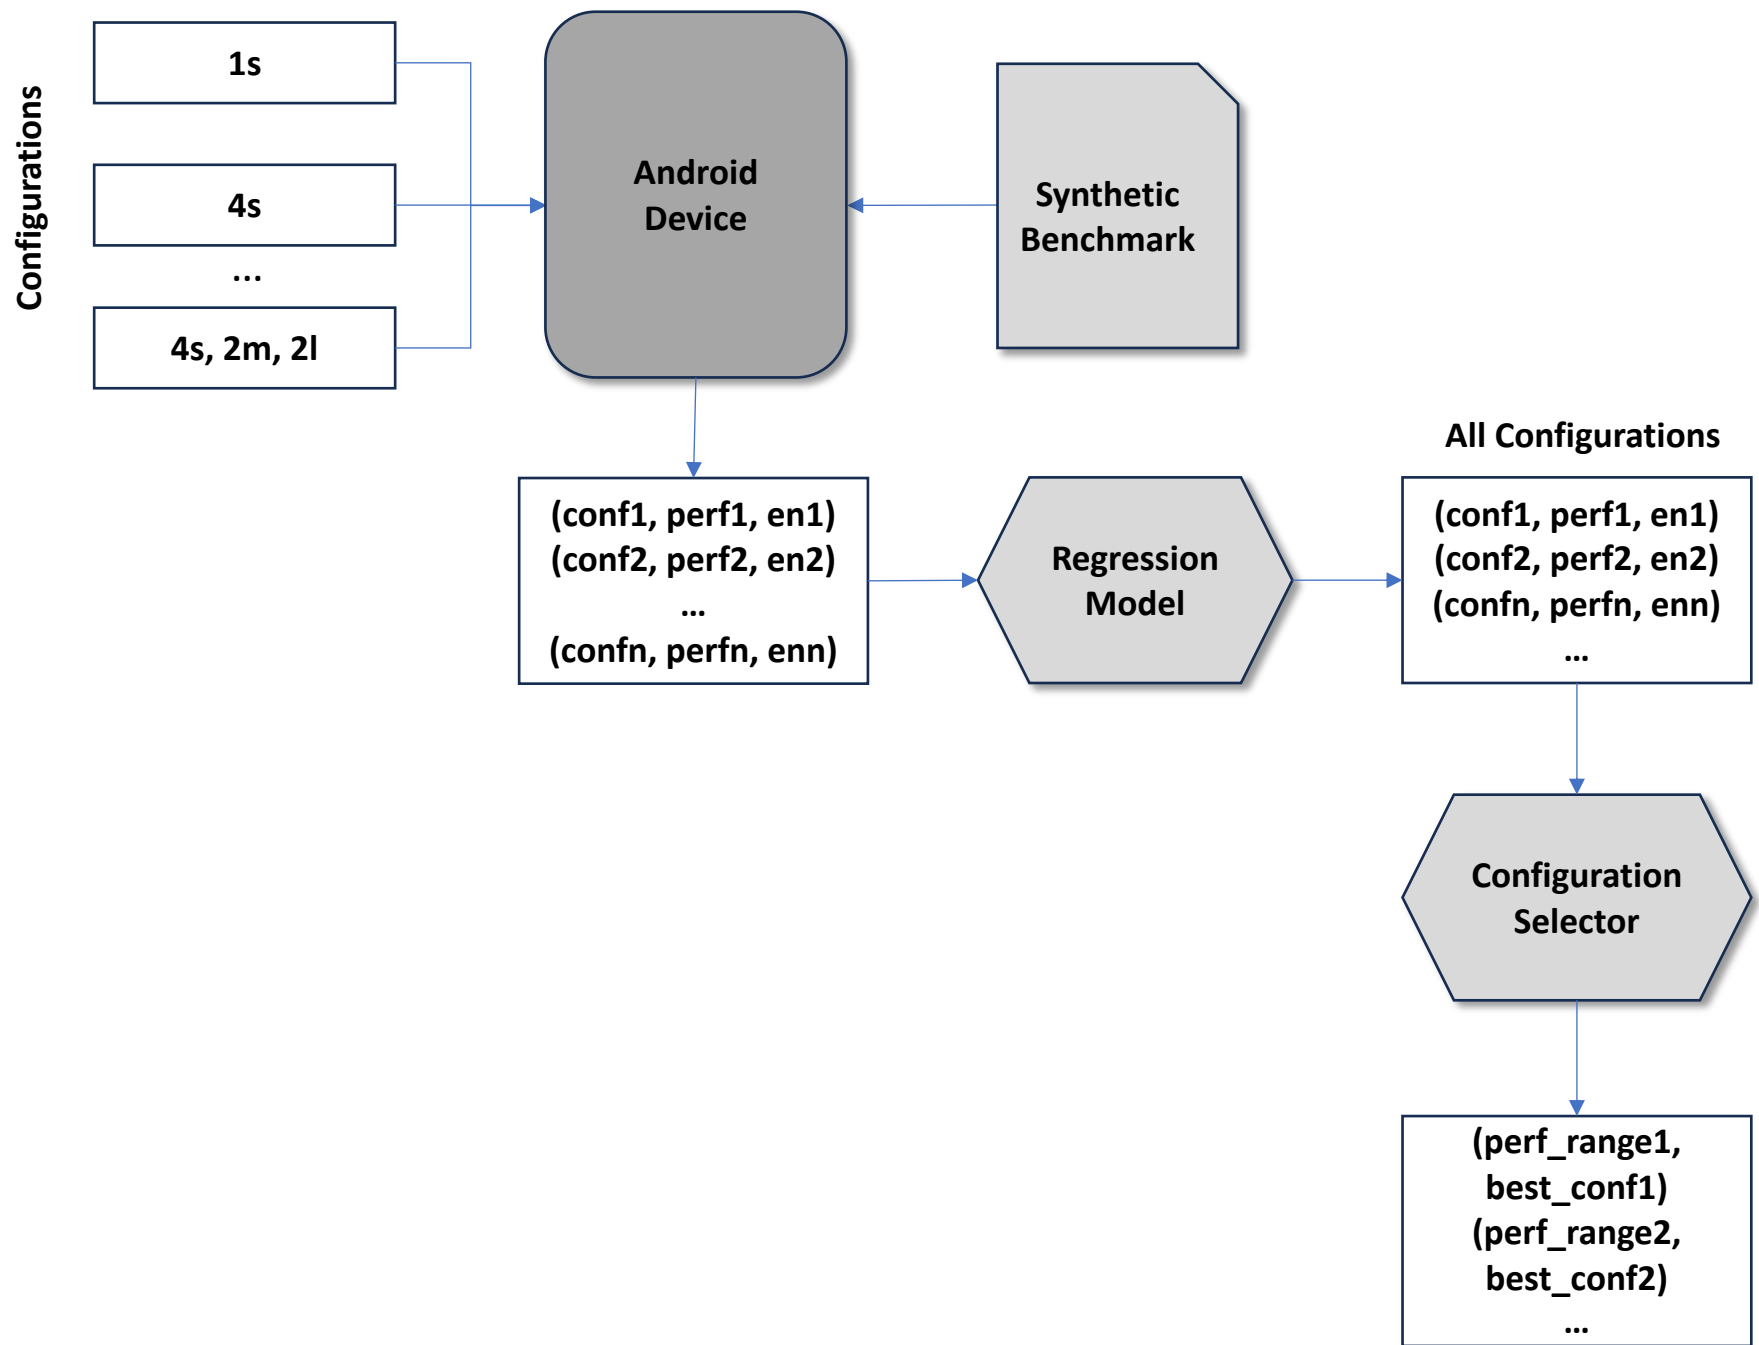 Configurations
1s
4s
...
4s, 2m, 2l
Android
Device
Synthetic
Benchmark
(conf1, perf1, en1)
(conf2, perf2, en2)
...
(confn, perfn, enn)
Regression
Model
All Configurations
(conf1, perf1, en1)
(conf2, perf2, en2)
(confn, perfn, enn)
...
Configuration
Selector
(perf_range1,
best_conf1)
(perf_range2,
best_conf2)
...